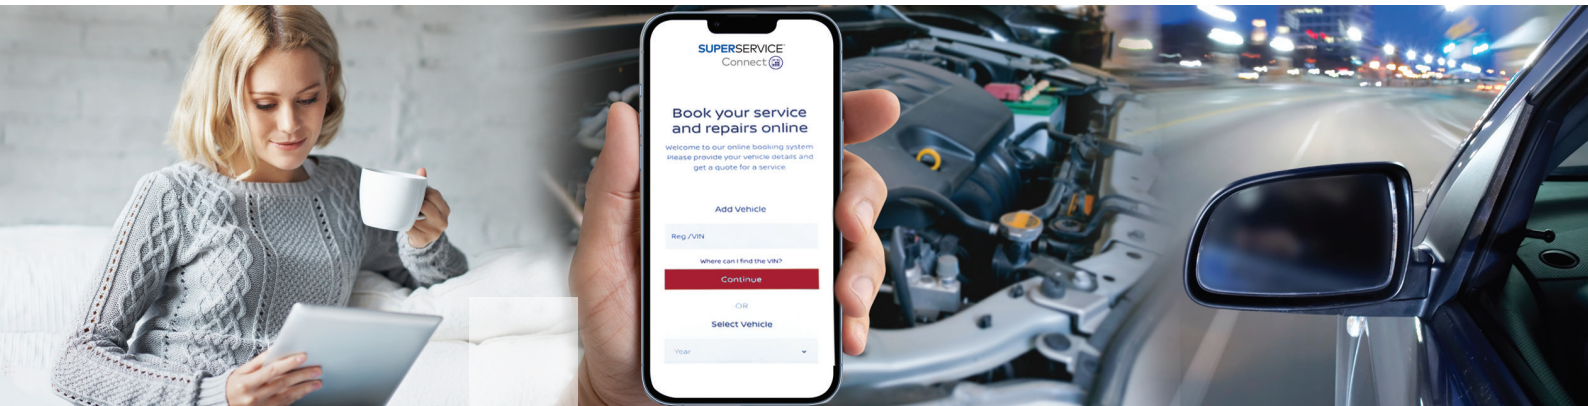 SUPERSERVICE
Connect
Book your service
and repairs online
Welcome to our online booking system
Please provide your vehicle details and
get a quote for a service.
Add Vehicle
Reg./VIN
Where can I find the VIN?
Continue
OR
Select Vehicle
Year